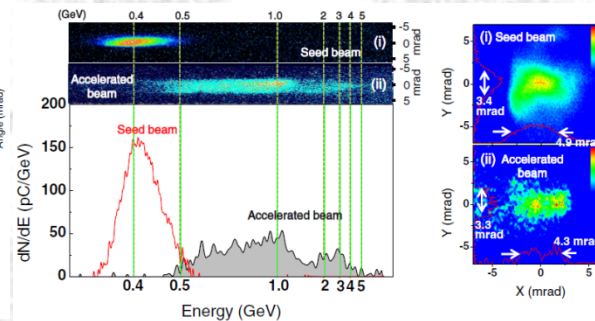 (GeV) 0.4 0.5 1.0 2 3 4 5
-5
0
5
mrad
(i)
Seed beam
Accelerated
beam
(ii)
-5
0
5
mrad
Angle (mrad)
200
150
100
50
0
dN/dE (pC/GeV)
Seed beam
Accelerated beam
0.4 0.5 1.0 2 3 4 5
Energy (GeV)
(i) Seed beam
5
0
-5
Y (mrad)
3.4
mrad
4.9 mrad
(ii) Accelerated
beam
5
0
-5
Y (mrad)
3.3
mrad
4.3 mrad
-5 0 5
X (mrad)